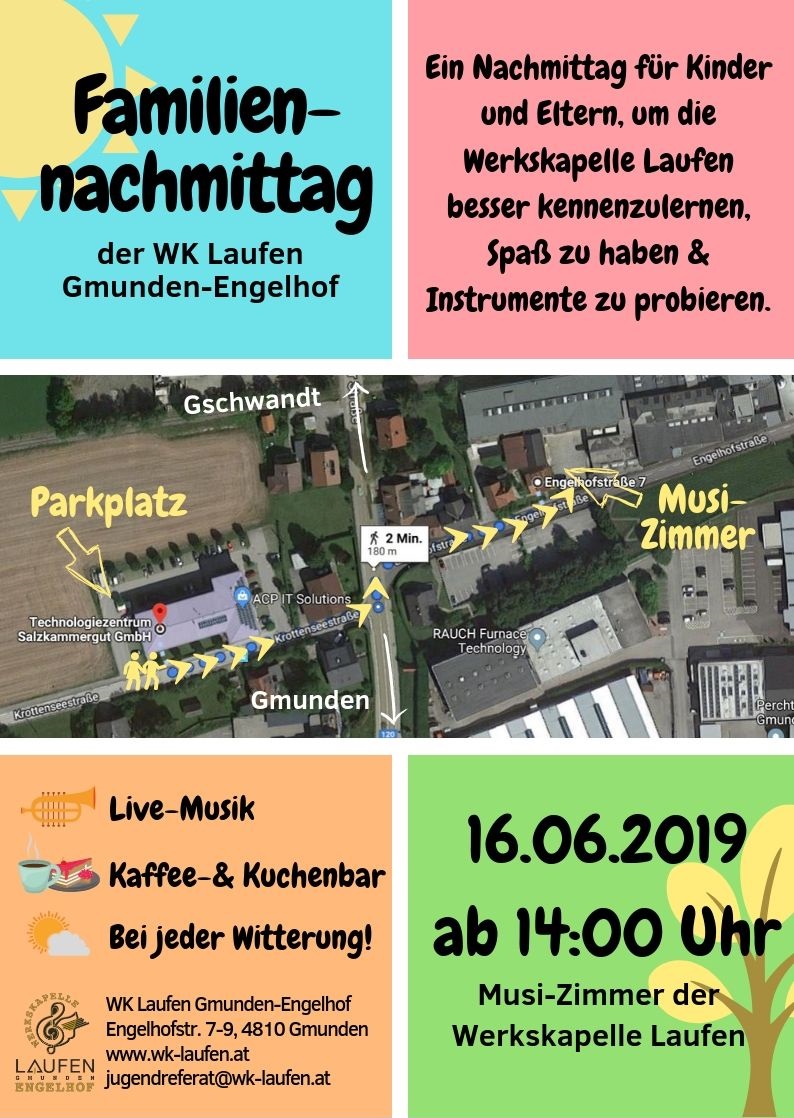 Familien-
nachmittag
der WK Laufen
Gmunden-Engelhof
Ein Nachmittag für Kinder
und Eltern, um die
Werkskapelle Laufen
besser kennenzulernen,
Spaß zu haben &
Instrumente zu probieren.
Gschwandt
Parkplatz
Engelhofstraße
Engelhofstraße 7
Musi-
Zimmer
2 Min.
180 m
ACP IT Solutions
Technologiezentrum
Salzkammergut GmbH
Krottenseestraße
RAUCH Furnace
Technology
Krottenseestraße
Gmunden
120
Live-Musik
Kaffee-& Kuchenbar
Bei jeder Witterung!
WERKSKAPELLE
LAUFEN
GMUNDEN
ENGELHOF
WK Laufen Gmunden-Engelhof
Engelhofstr. 7-9, 4810 Gmunden
www.wk-laufen.at
jugendreferat@wk-laufen.at
16.06.2019
ab 14:00 Uhr
Musi-Zimmer der
Werkskapelle Laufen